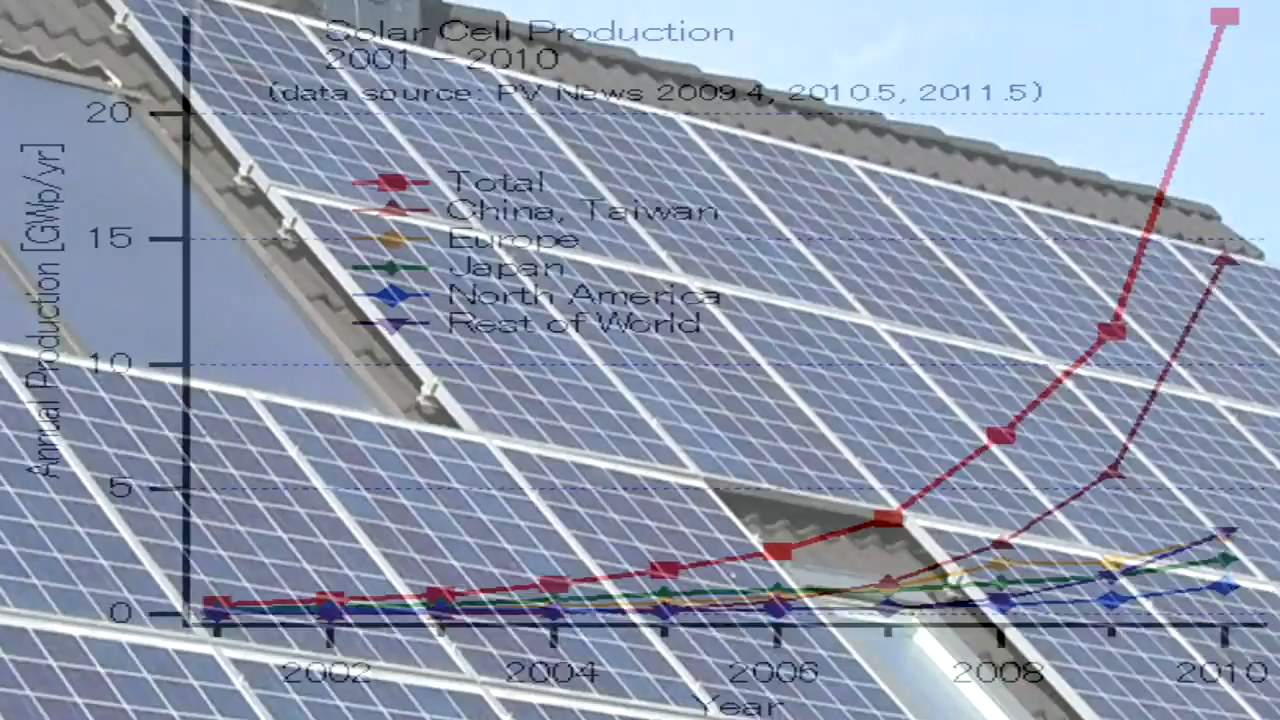 Solar Cell Production
2001 - 2010
(data source: PV News 2009.4, 2010.5, 2011.5)
20
15
10
5
0
Annual Production [GWp/yr]
Total
China, Taiwan
Europe
Japan
North America
Rest of World
2002
2004
2006
2008
2010
Year